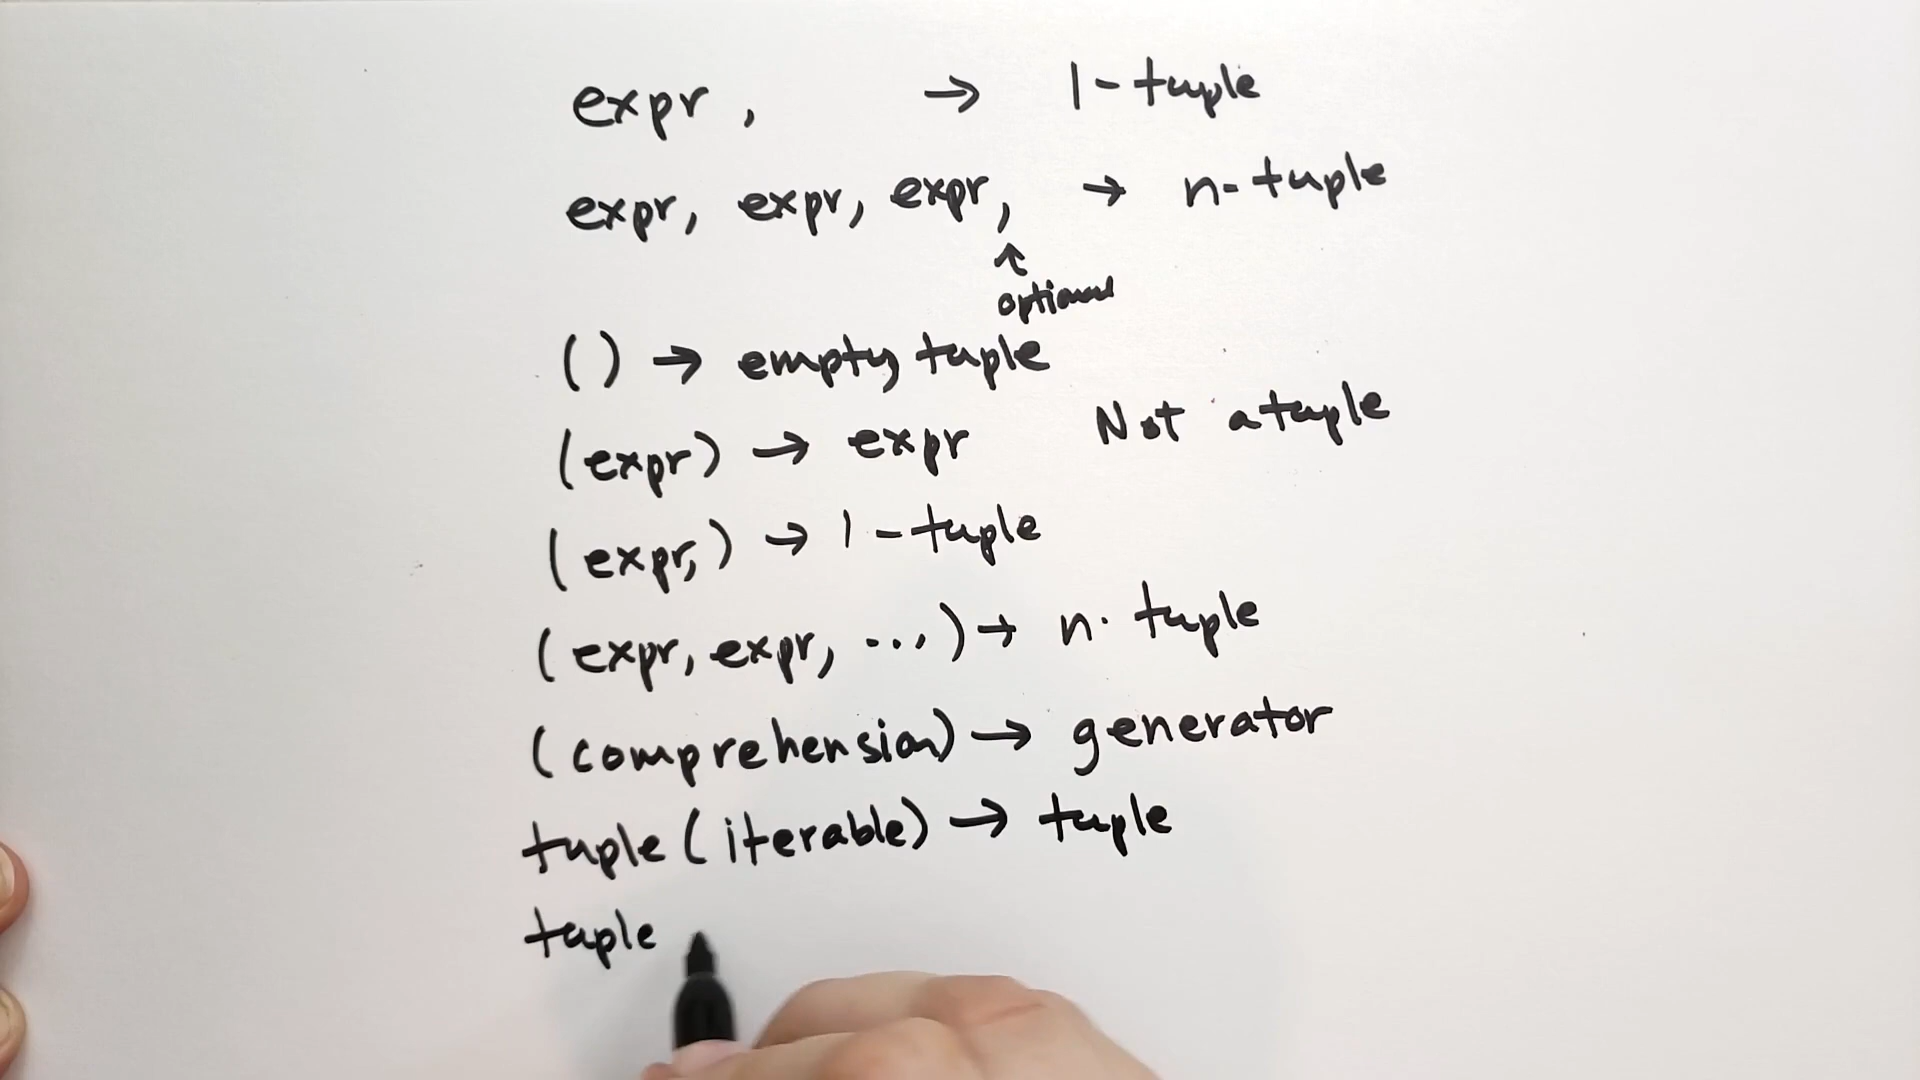 expr, → 1-tuple
expr, expr, expr, → n-tuple
↑
optional
() → empty tuple
(expr) → expr Not a tuple
(expr,) → 1-tuple
(expr, expr, ...) → n-tuple
(comprehension) → generator
tuple(iterable) → tuple
tuple